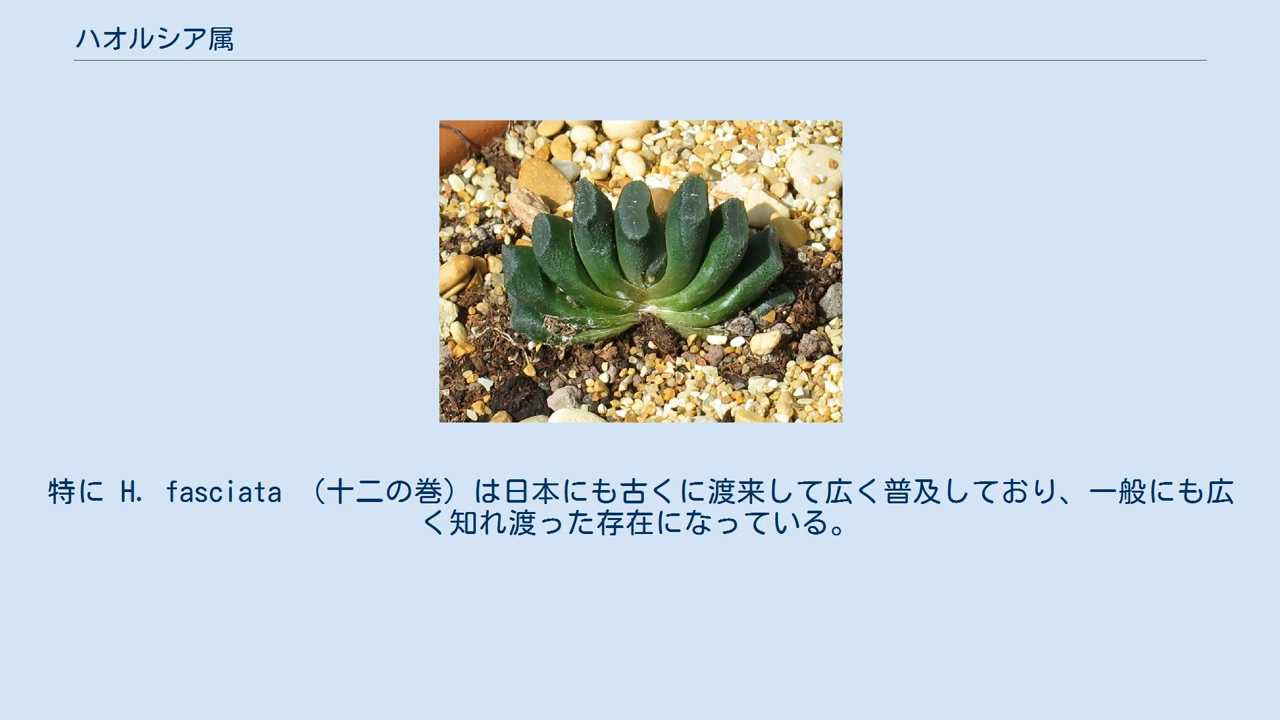 ハオルシア属
特に H. fasciata （十二の巻）は日本にも古くに渡来して広く普及しており、一般にも広
く知れ渡った存在になっている。